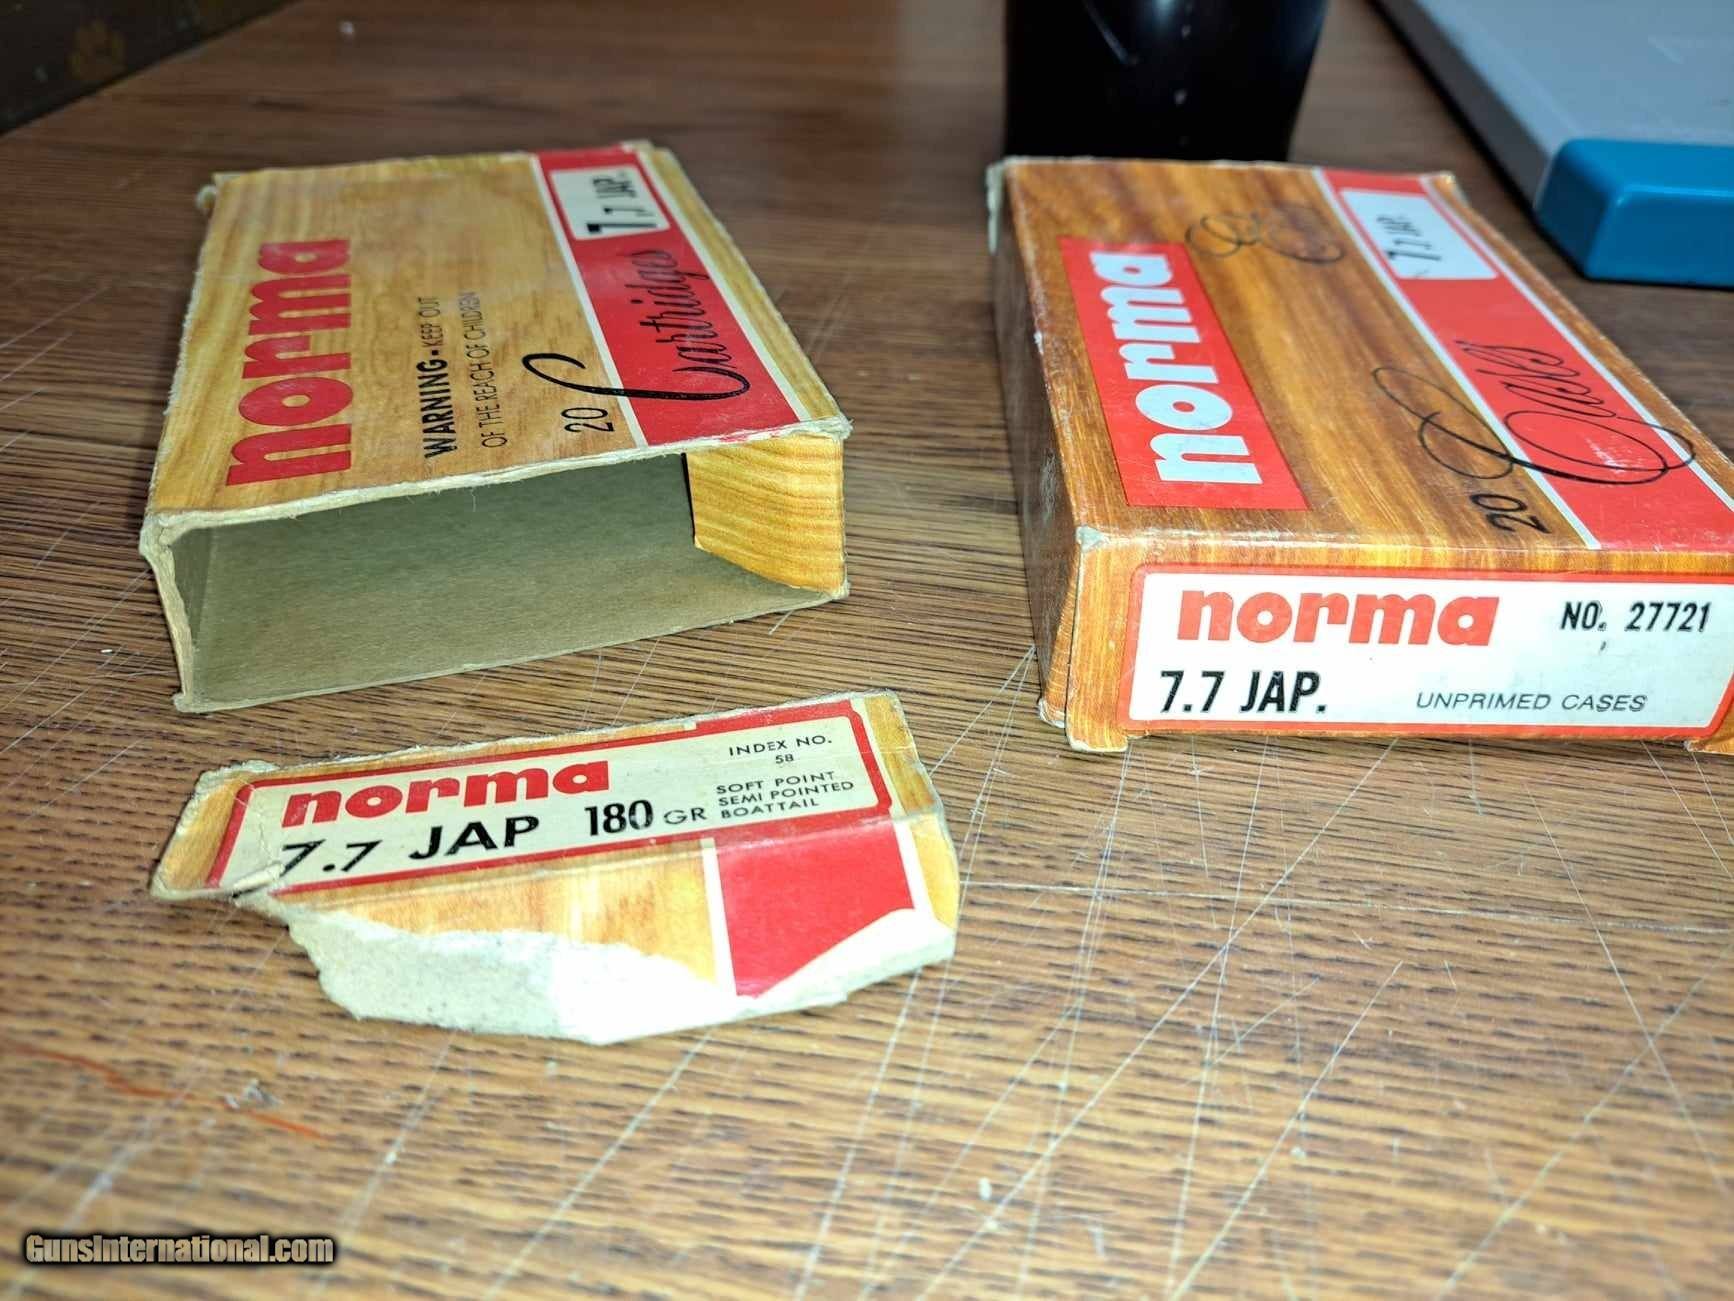 norma
WARNING-KEEP OUT
OF THE REACH OF CHILDREN
20 Cartridges
7.7 JAP.
norma
20 Cases
7.7 JAP.
norma NO. 27721
7.7 JAP. UNPRIMED CASES
norma
7.7 JAP 180 GR
INDEX NO.
58
SOFT POINT
SEMI POINTED
BOATTAIL
GunsInternational.com